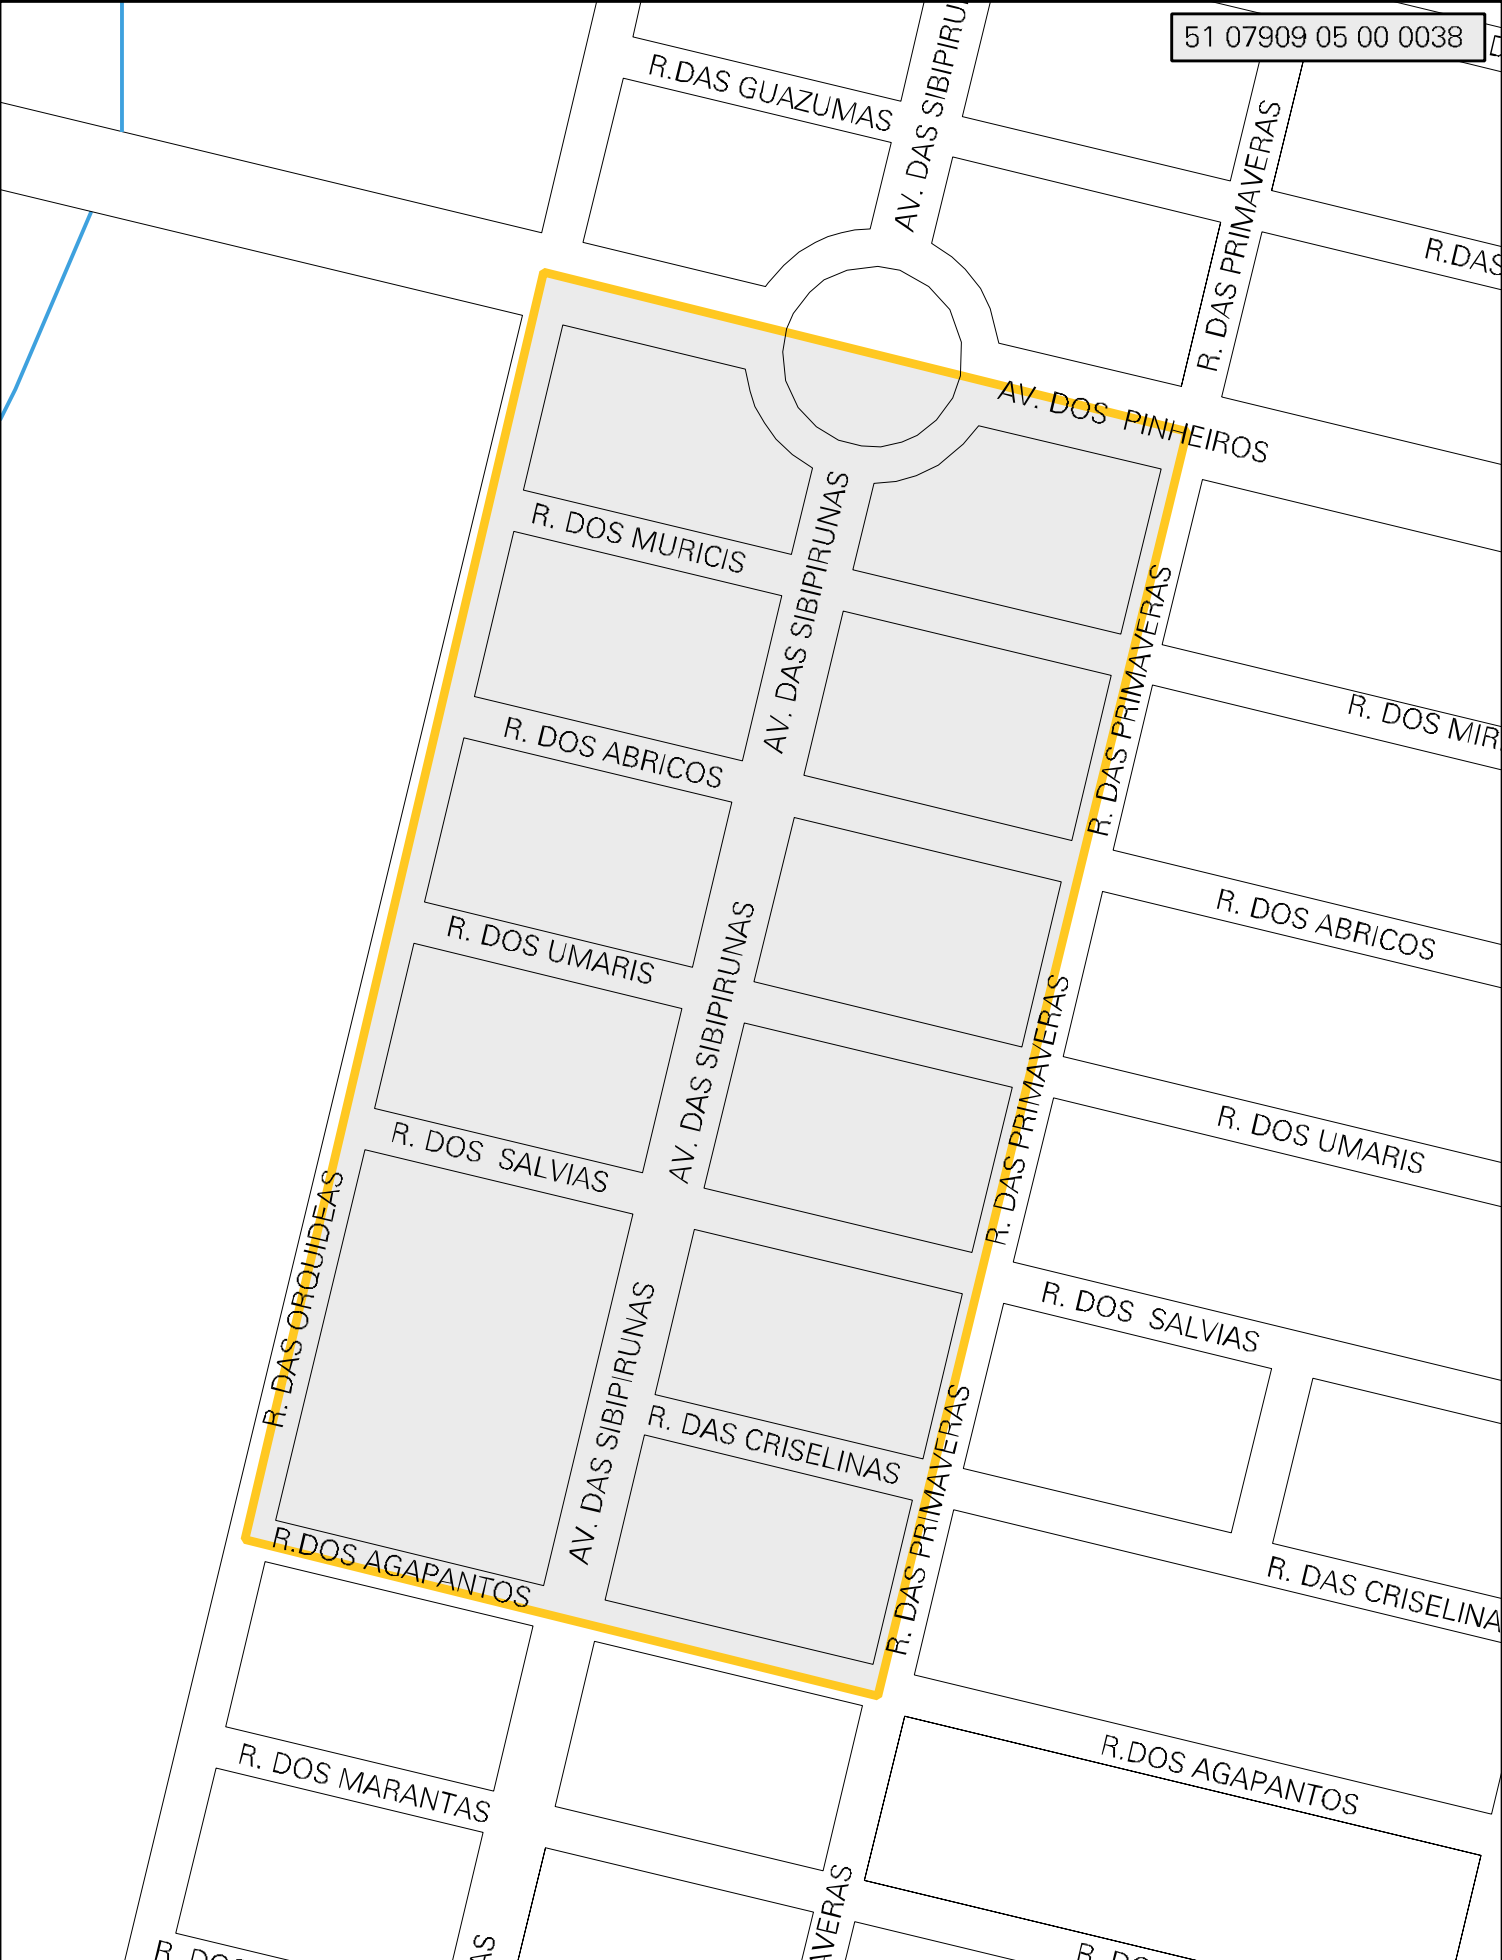 51 07909 05 00 0038
R.DAS GUAZUMAS
AV. DAS SIBIPIRU
R. DAS PRIMAVERAS
R.DAS
AV. DOS PINHEIROS
R. DOS MURICIS
AV. DAS SIBIPIRUNAS
R. DAS PRIMAVERAS
R. DOS MIR
R. DOS ABRICOS
R. DOS ABRICOS
R. DOS UMARIS
AV. DAS SIBIPIRUNAS
R. DAS PRIMAVERAS
R. DOS UMARIS
R. DOS SALVIAS
R. DAS ORQUIDEAS
R. DOS SALVIAS
AV. DAS SIBIPIRUNAS
R. DAS CRISELINAS
R. DAS PRIMAVERAS
R.DOS AGAPANTOS
R. DAS CRISELINA
R. DOS MARANTAS
R.DOS AGAPANTOS
AVERAS
AS